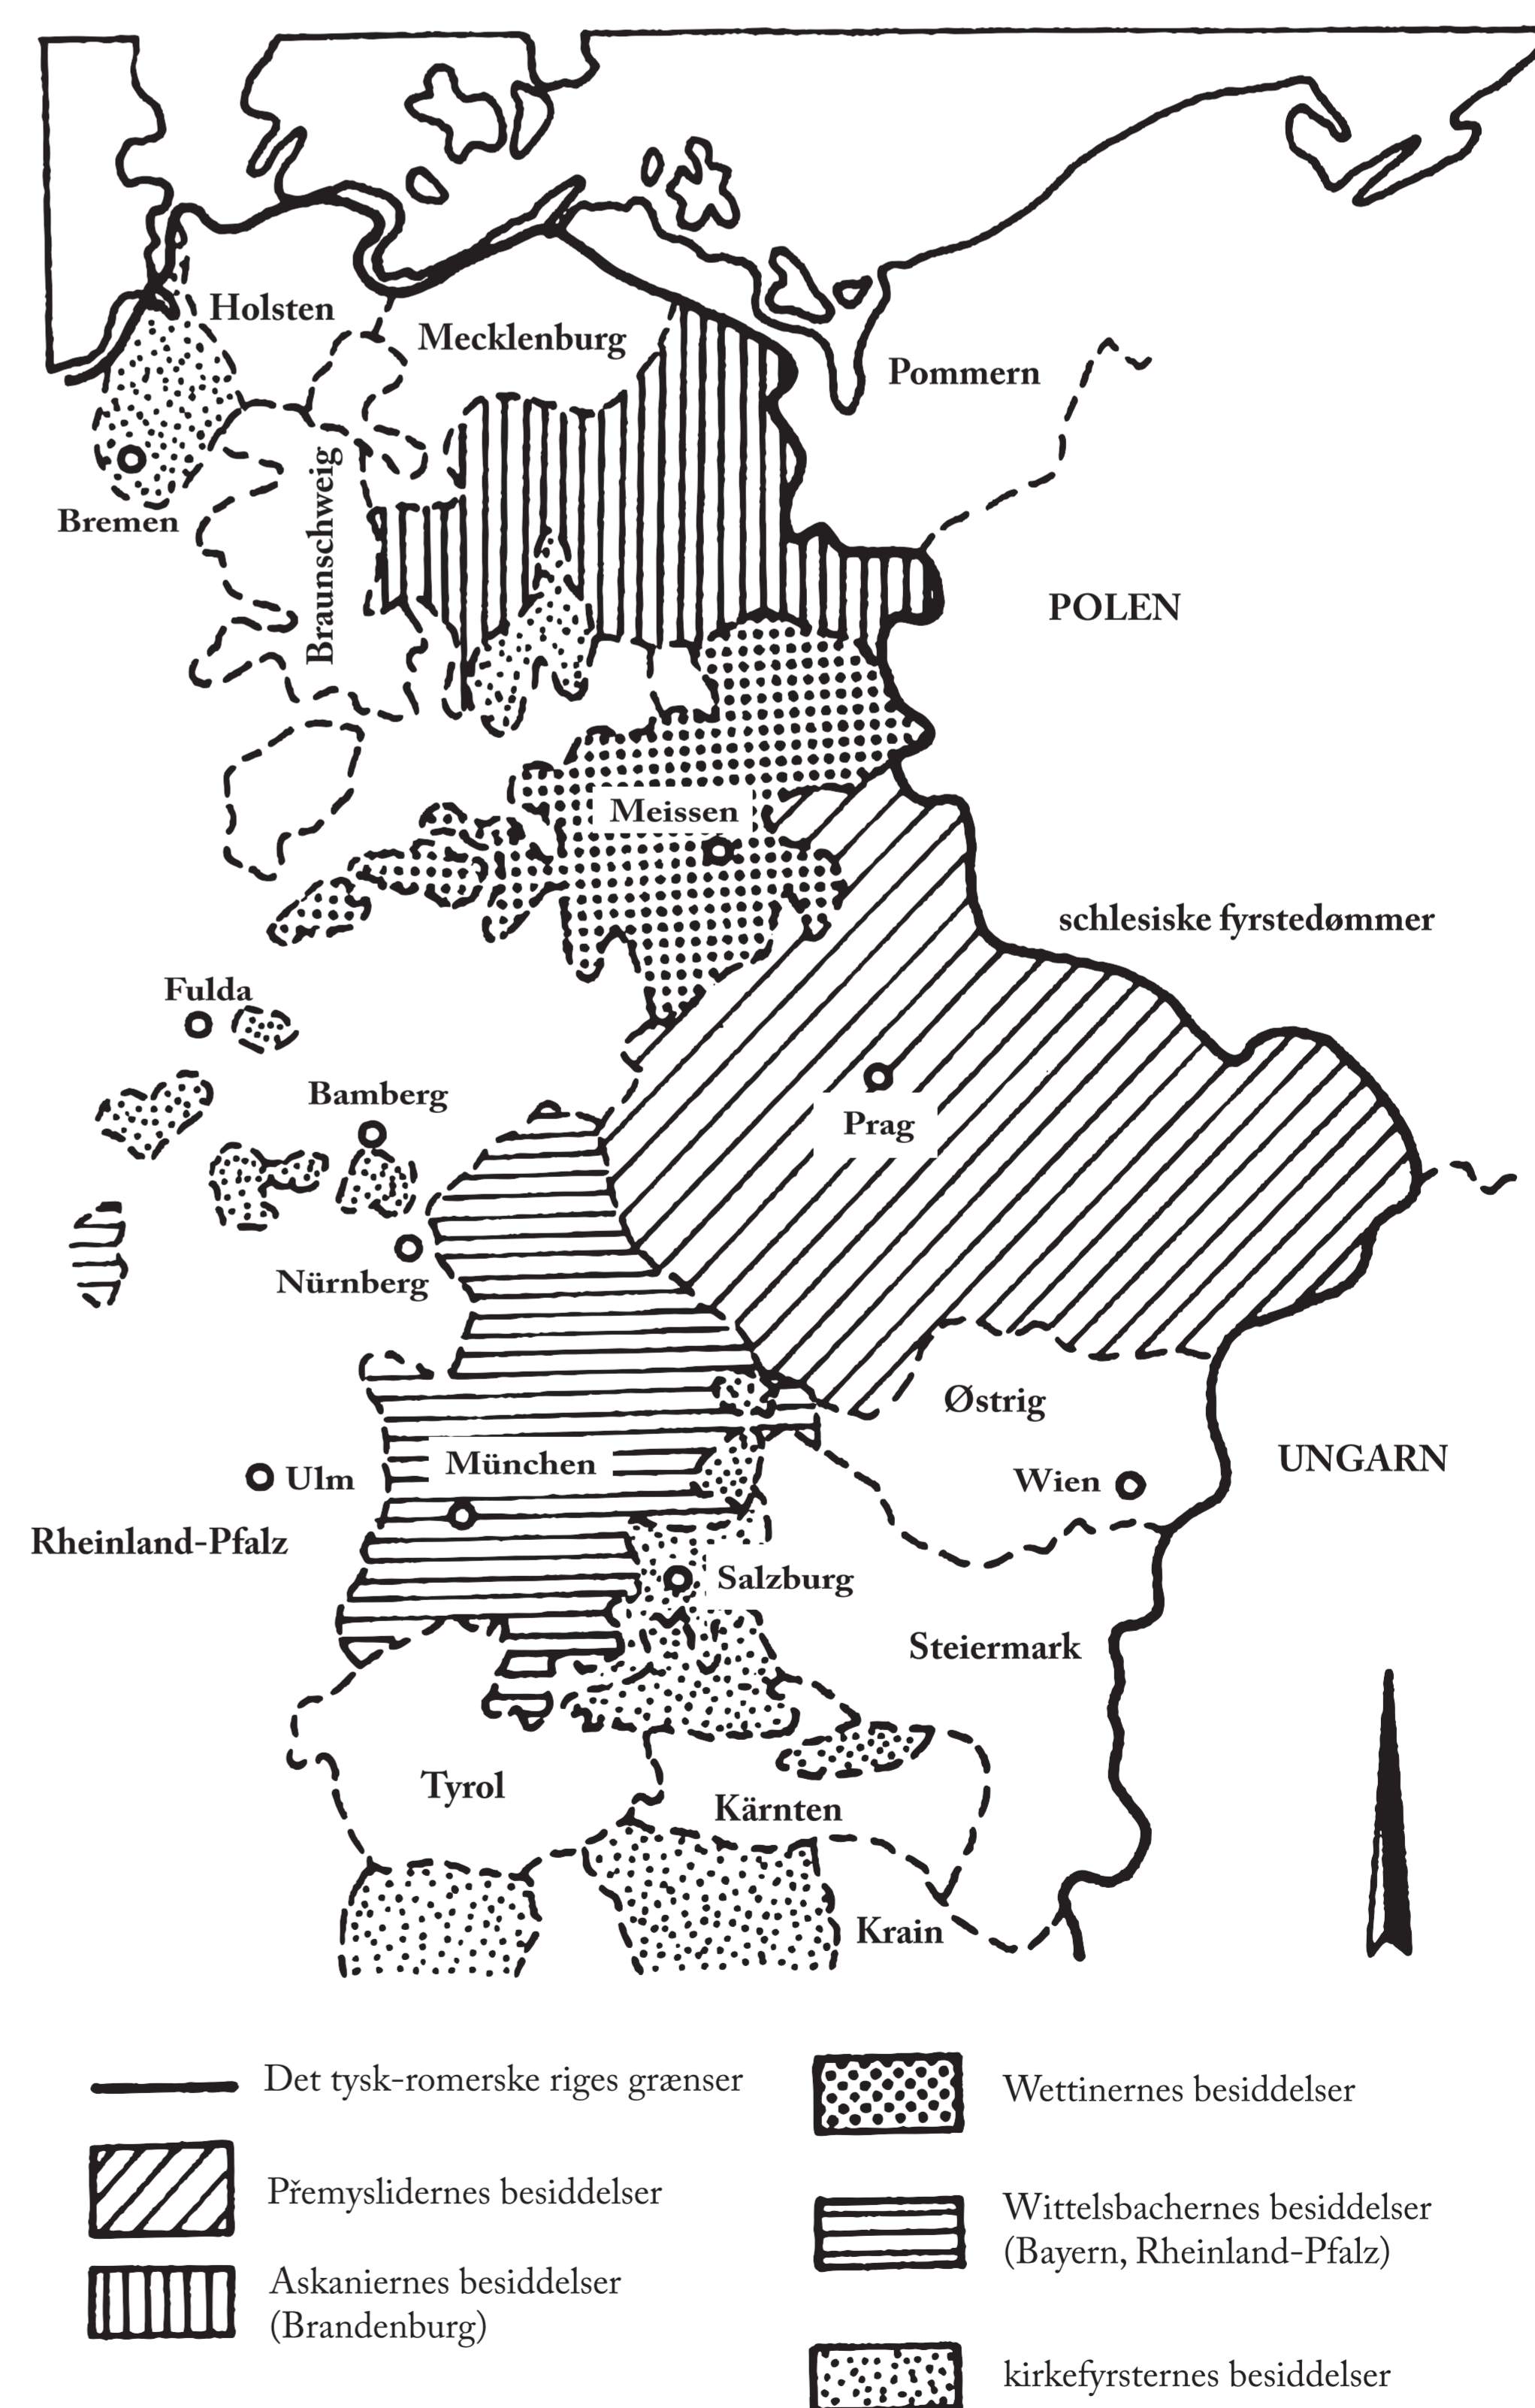 Holsten
Mecklenburg
Pommern
Bremen
Braunschweig
POLEN
Meissen
schlesiske fyrstedømmer
Fulda
Bamberg
Prag
Nürnberg
Østrig
München
UNGARN
Ulm
Wien
Rheinland-Pfalz
Salzburg
Steiermark
Tyrol
Kärnten
Krain
Det tysk-romerske riges grænser
Přemyslidernes besiddelser
Askaniernes besiddelser
(Brandenburg)
Wettinernes besiddelser
Wittelsbachernes besiddelser
(Bayern, Rheinland-Pfalz)
kirkefyrsternes besiddelser